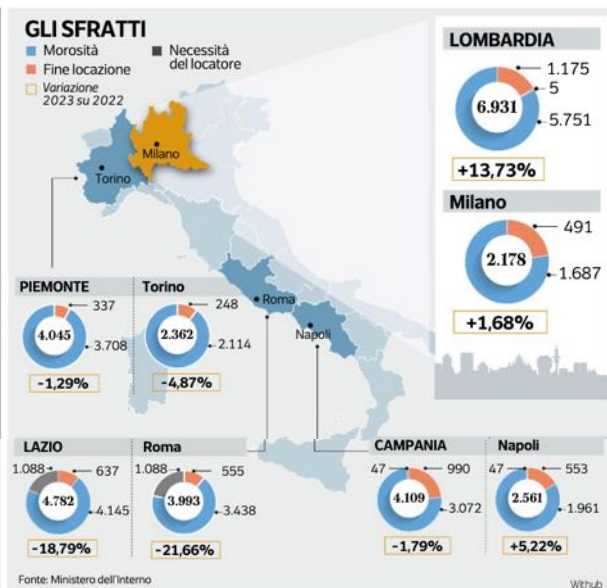 GLI SFRATTI
Morosità
Fine locazione
Variazione
2023 su 2022
Necessità
del locatore
LOMBARDIA
1.175
5
6.931
5.751
+13,73%
Milano
491
2.178
1.687
+1,68%
Milano
Torino
Roma
Napoli
PIEMONTE
337
4.045
3.708
-1,29%
Torino
248
2.362
2.114
-4,87%
LAZIO
1.088
637
4.782
4.145
-18,79%
Roma
1.088
555
3.993
3.438
-21,66%
CAMPANIA
47
990
4.109
3.072
-1,79%
Napoli
47
553
2.561
1.961
+5,22%
Fonte: Ministero dell'Interno
Withub